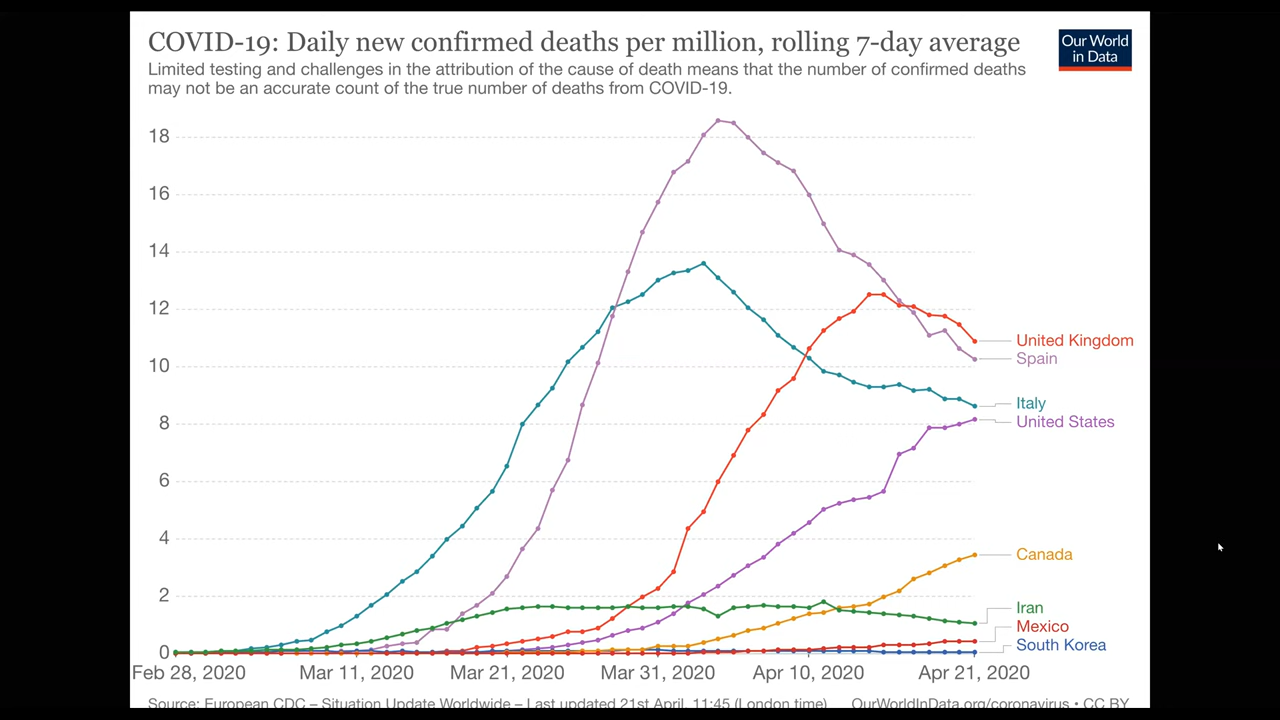 COVID-19: Daily new confirmed deaths per million, rolling 7-day average
Our World
in Data
Limited testing and challenges in the attribution of the cause of death means that the number of confirmed deaths
may not be an accurate count of the true number of deaths from COVID-19.
18
16
14
12
10
8
6
4
2
0
United Kingdom
Spain
Italy
United States
Canada
Iran
Mexico
South Korea
Feb 28, 2020
Mar 11, 2020
Mar 21, 2020
Mar 31, 2020
Apr 10, 2020
Apr 21, 2020
Source: European CDC – Situation Update Worldwide – Last updated 21st April, 11:45 (London time)
OurWorldInData.org/coronavirus • CC BY